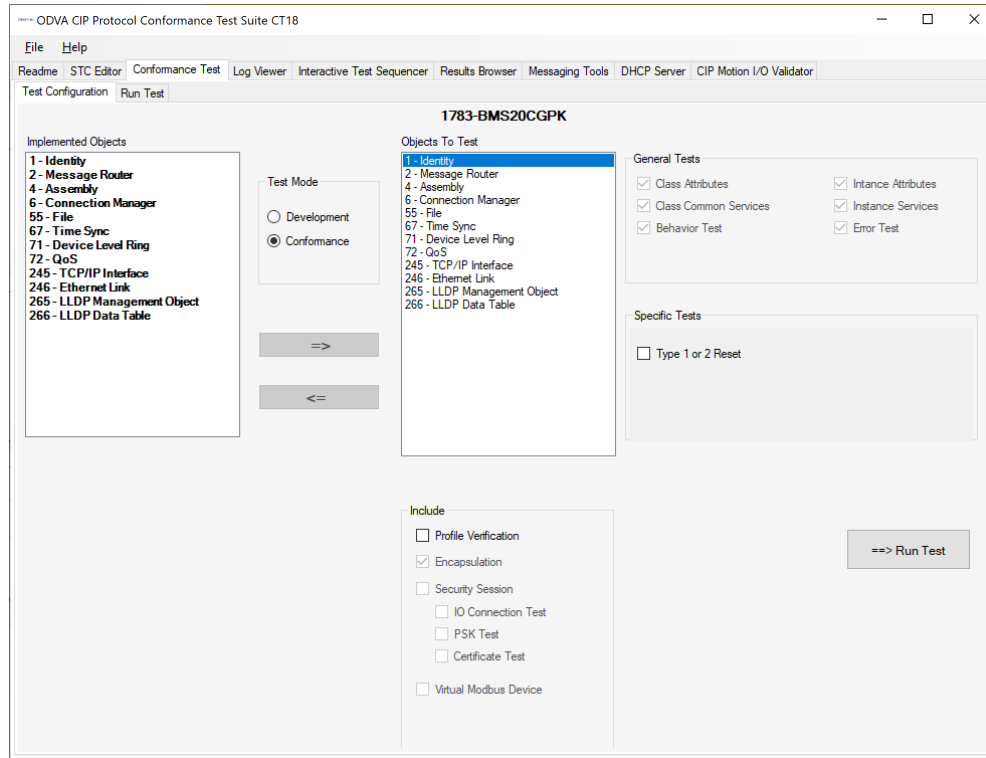 ODVA CIP Protocol Conformance Test Suite CT18
File Help
Readme STC Editor Conformance Test Log Viewer Interactive Test Sequencer Results Browser Messaging Tools DHCP Server CIP Motion I/O Validator
Test Configuration Run Test
1783-BMS20CGPK
Implemented Objects
1 - Identity
2 - Message Router
4 - Assembly
6 - Connection Manager
55 - File
67 - Time Sync
71 - Device Level Ring
72 - QoS
245 - TCP/IP Interface
246 - Ethernet Link
265 - LLDP Management Object
266 - LLDP Data Table
Test Mode
Development
Conformance
=>
<=
Objects To Test
1 - Identity
2 - Message Router
4 - Assembly
6 - Connection Manager
55 - File
67 - Time Sync
71 - Device Level Ring
72 - QoS
245 - TCP/IP Interface
246 - Ethernet Link
265 - LLDP Management Object
266 - LLDP Data Table
General Tests
Class Attributes
Intance Attributes
Class Common Services
Instance Services
Behavior Test
Error Test
Specific Tests
Type 1 or 2 Reset
Include
Profile Verification
Encapsulation
Security Session
IO Connection Test
PSK Test
Certificate Test
Virtual Modbus Device
==> Run Test